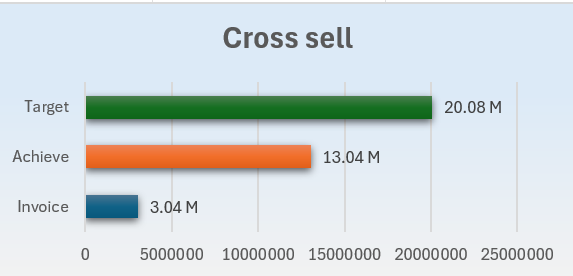 Cross sell
Target 20.08 M
Achieve 13.04 M
Invoice 3.04 M
0 5000000 10000000 15000000 20000000 25000000